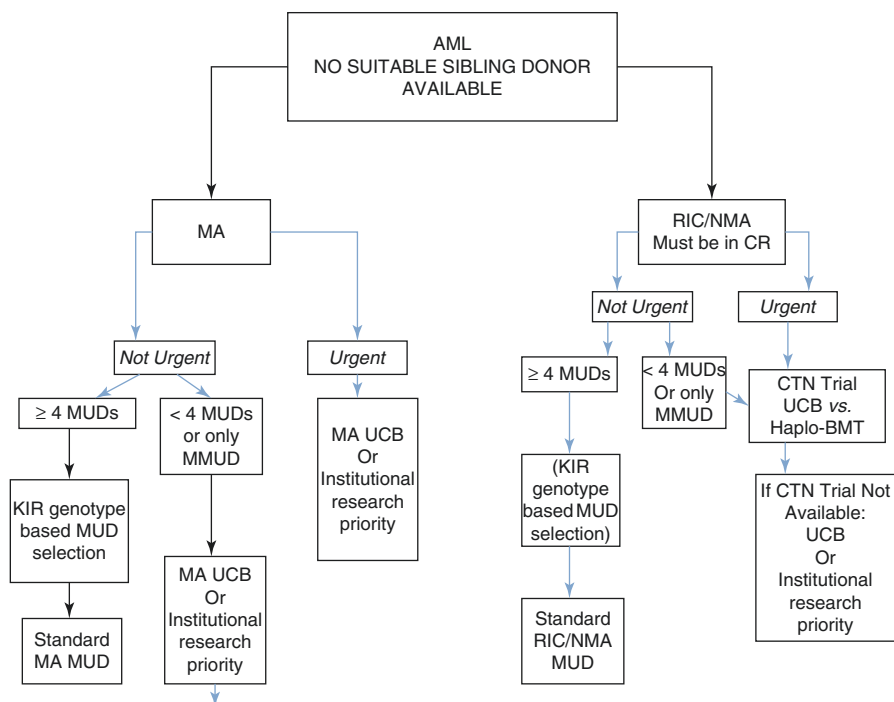 AML
NO SUITABLE SIBLING DONOR
AVAILABLE
MA
RIC/NMA
Must be in CR
Not Urgent
Urgent
Not Urgent
Urgent
≥ 4 MUDs
< 4 MUDs
or only
MMUD
MA UCB
Or
Institutional
research
priority
≥ 4 MUDs
< 4 MUDs
Or only
MMUD
CTN Trial
UCB vs.
Haplo-BMT
KIR genotype
based MUD
selection
MA UCB
Or
Institutional
research
priority
(KIR
genotype
based MUD
selection)
If CTN Trial Not
Available:
UCB
Or
Institutional
research
priority
Standard
MA MUD
Standard
RIC/NMA
MUD